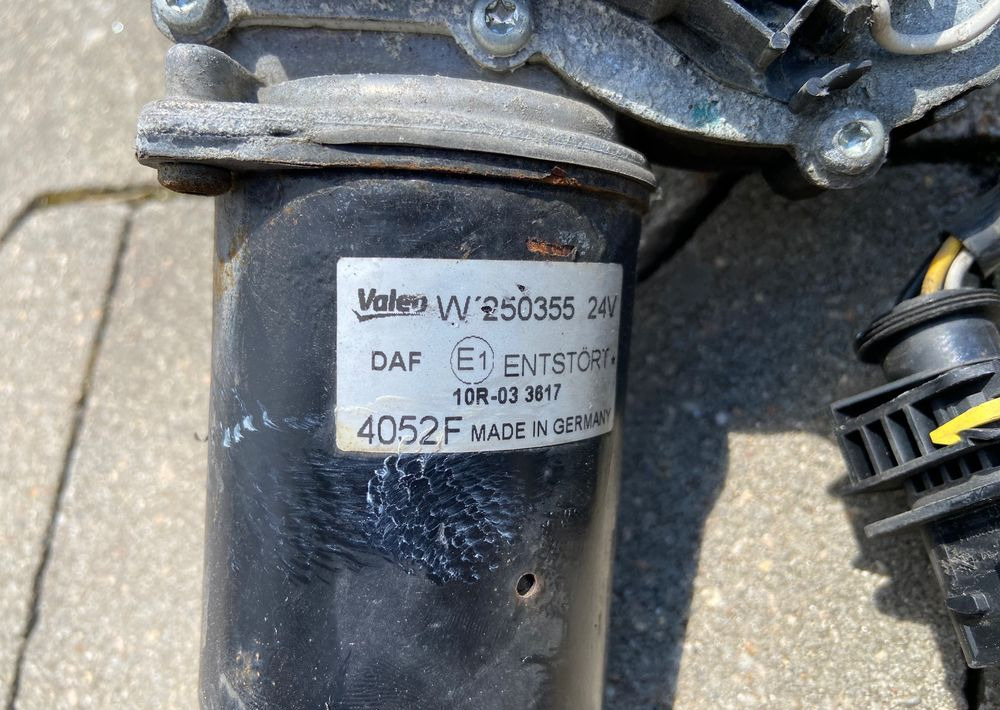 Valeo W 250355 24V
DAF E1 ENTSTÖRT*
10R-03 3617
4052F MADE IN GERMANY